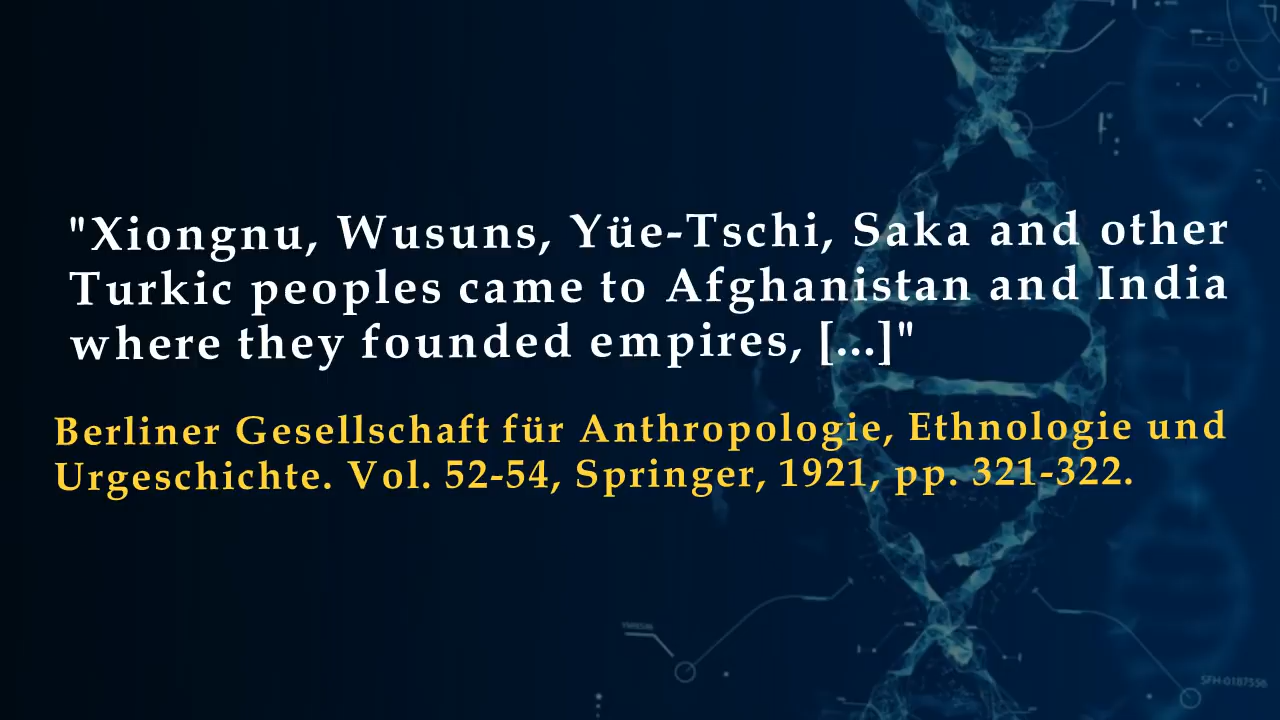 "Xiongnu, Wusuns, Yüe-Tschi, Saka and other
Turkic peoples came to Afghanistan and India
where they founded empires, [...]"
Berliner Gesellschaft für Anthropologie, Ethnologie und
Urgeschichte. Vol. 52-54, Springer, 1921, pp. 321-322.